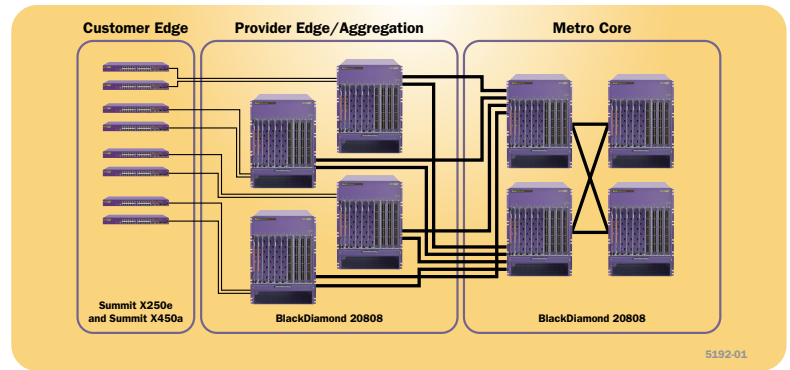 Customer Edge
Provider Edge/Aggregation
Metro Core
Summit X250e
and Summit X450a
BlackDiamond 20808
BlackDiamond 20808
5192-01